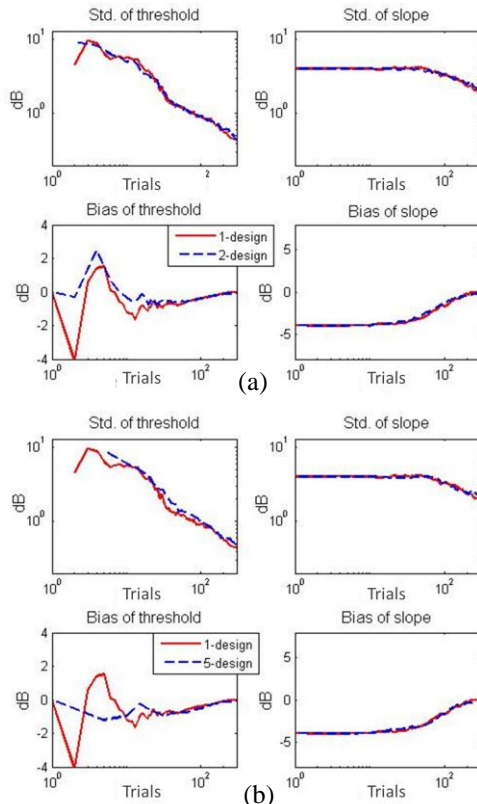 Std. of threshold
Std. of slope
10^1
10^0
dB
10^0
Trials
2
10^1
10^0
dB
10^0
Trials
10^2
Bias of threshold
Bias of slope
4
2
0
-2
-4
dB
1-design
2-design
10^0
Trials
10^2
5
0
-5
dB
10^0
Trials
10^2
(a)
Std. of threshold
Std. of slope
10^1
10^0
dB
10^0
Trials
10^2
10^1
10^0
dB
10^0
Trials
10^2
Bias of threshold
Bias of slope
4
2
0
-2
-4
dB
1-design
5-design
10^0
Trials
10^2
5
0
-5
dB
10^0
Trials
10^2
(b)